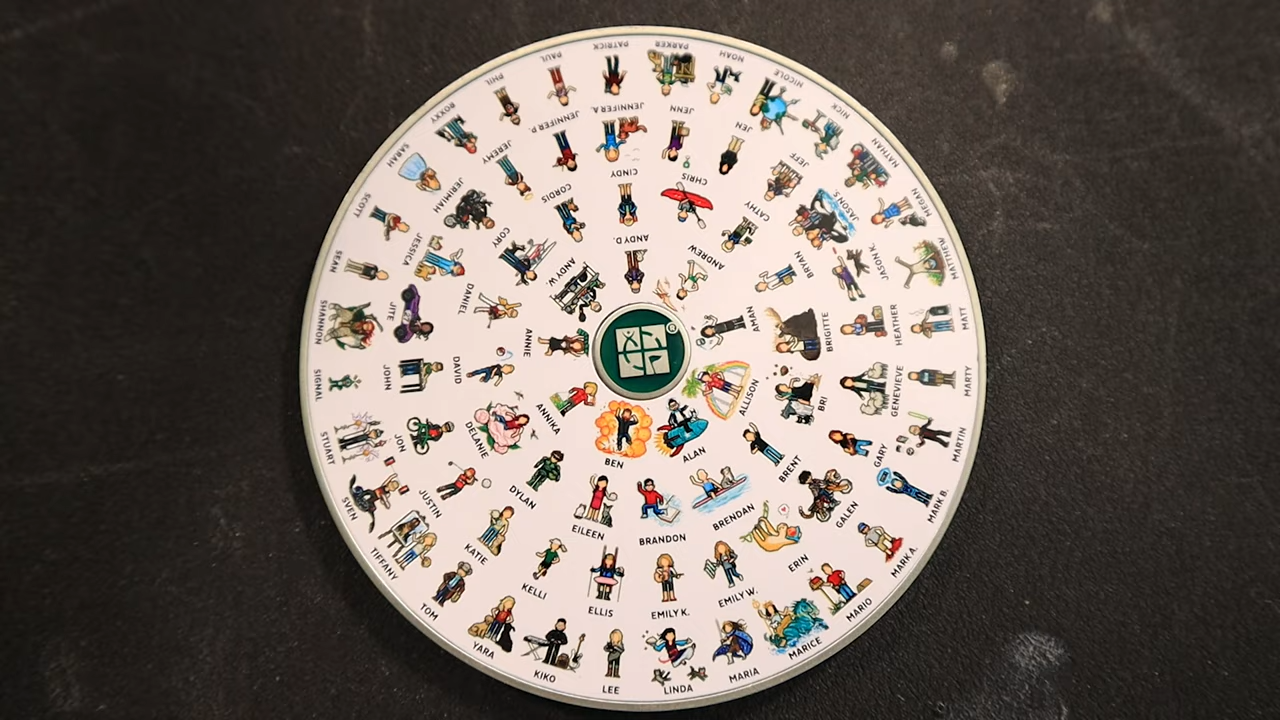 ALLISON
ALAN
BEN
ANNIKA
ANNIE
ANDY W.
ANDY D.
ANDREW
AMAN
BRIGITTE
BRI
BRENT
BRENDAN
BRANDON
EILEEN
DYLAN
DELANIE
DAVID
DANIEL
CORY
CORDIS
CINDY
CHRIS
CATHY
BRYAN
JASON K.
HEATHER
GENEVIEVE
GARY
GALEN
ERIN
EMILY W.
EMILY K.
ELLIS
KELLI
KATIE
JUSTIN
JON
JOHN
JITE
JESSICA
JERIMIAH
JEREMY
JENNIFER P.
JENNIFER A.
JENN
JEN
JEFF
JASON S.
MEGAN
MATTHEW
MATT
MARTY
MARTIN
MARK B.
MARK A.
MARIO
MARICE
MARIA
LINDA
LEE
KIKO
YARA
TOM
TIFFANY
SVEN
STUART
SIGNAL
SHANNON
SEAN
SCOTT
SARAH
ROXXY
PHIL
PAUL
PATRICK
PARKER
NOAH
NICOLE
NICK
NATHAN
®